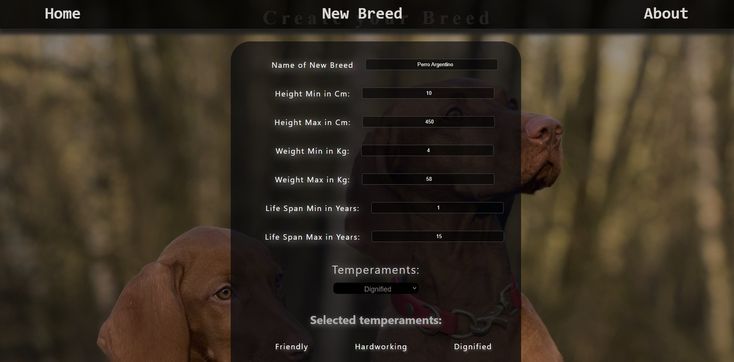 Home New Breed About
Create your Breed
Name of New Breed Perro Argentino
Height Min in Cm: 10
Height Max in Cm: 450
Weight Min in Kg: 4
Weight Max in Kg: 58
Life Span Min in Years: 1
Life Span Max in Years: 15
Temperaments:
Dignified
Selected temperaments:
Friendly Hardworking Dignified